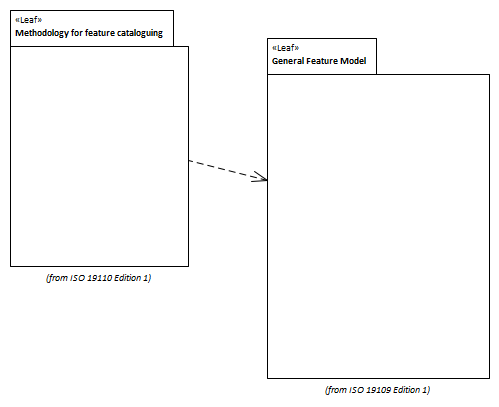 «Leaf»
Methodology for feature cataloguing
(from ISO 19110 Edition 1)
«Leaf»
General Feature Model
(from ISO 19109 Edition 1)